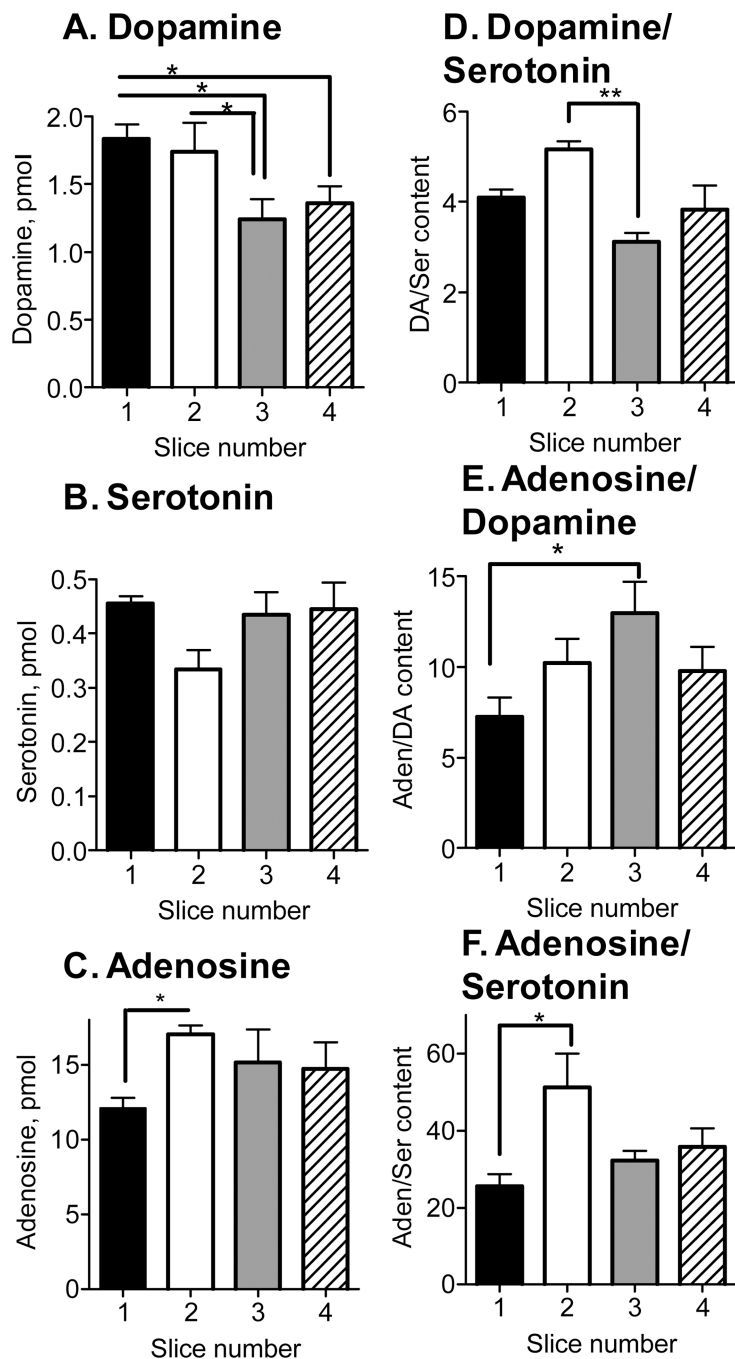 A. Dopamine
* 
*
*
Dopamine, pmol
2.0
1.5
1.0
0.5
0.0
1 2 3 4
Slice number
B. Serotonin
Serotonin, pmol
0.5
0.4
0.3
0.2
0.1
0.0
1 2 3 4
Slice number
C. Adenosine
*
Adenosine, pmol
15
10
5
0
1 2 3 4
Slice number
D. Dopamine/
Serotonin
**
DA/Ser content
6
4
2
0
1 2 3 4
Slice number
E. Adenosine/
Dopamine
*
Aden/DA content
15
10
5
0
1 2 3 4
Slice number
F. Adenosine/
Serotonin
*
Aden/Ser content
60
40
20
0
1 2 3 4
Slice number